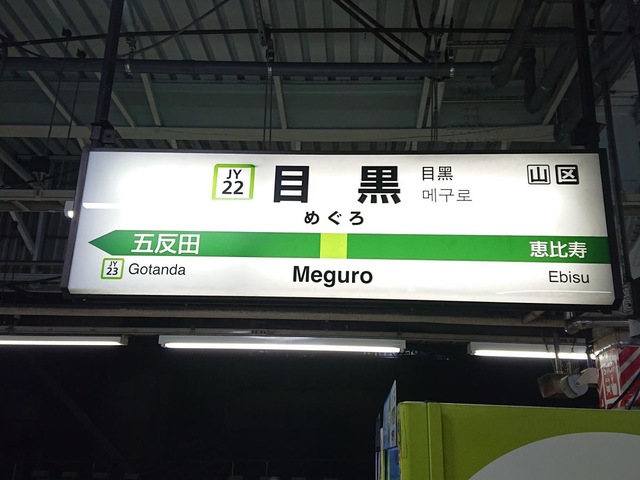 JY
22
目黒
目黑
메구로
めぐろ
山 区
五反田
恵比寿
JY
23
Gotanda
Meguro
Ebisu